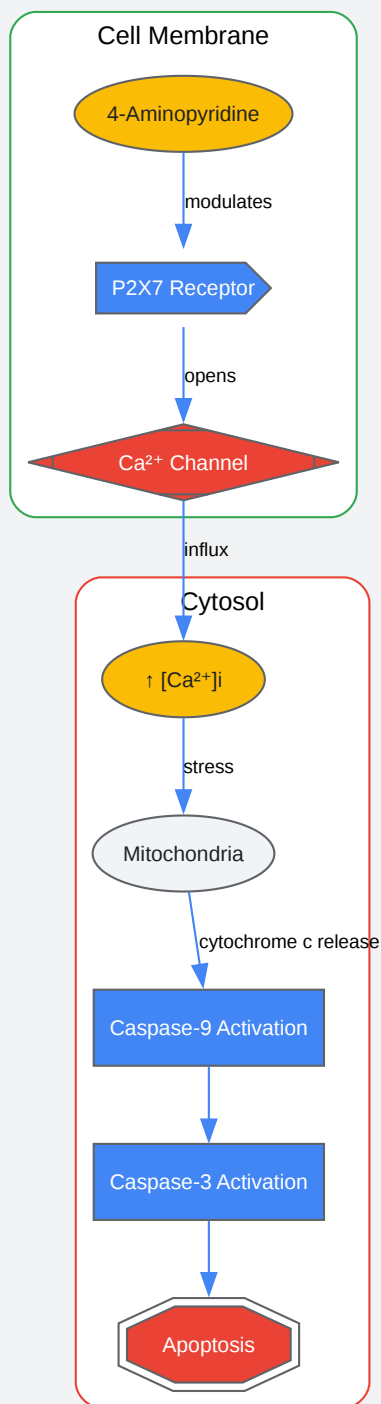 Cell Membrane
4-Aminopyridine
modulates
P2X7 Receptor
opens
Ca²⁺ Channel
influx
Cytosol
↑ [Ca²⁺]i
stress
Mitochondria
cytochrome c release
Caspase-9 Activation
Caspase-3 Activation
Apoptosis